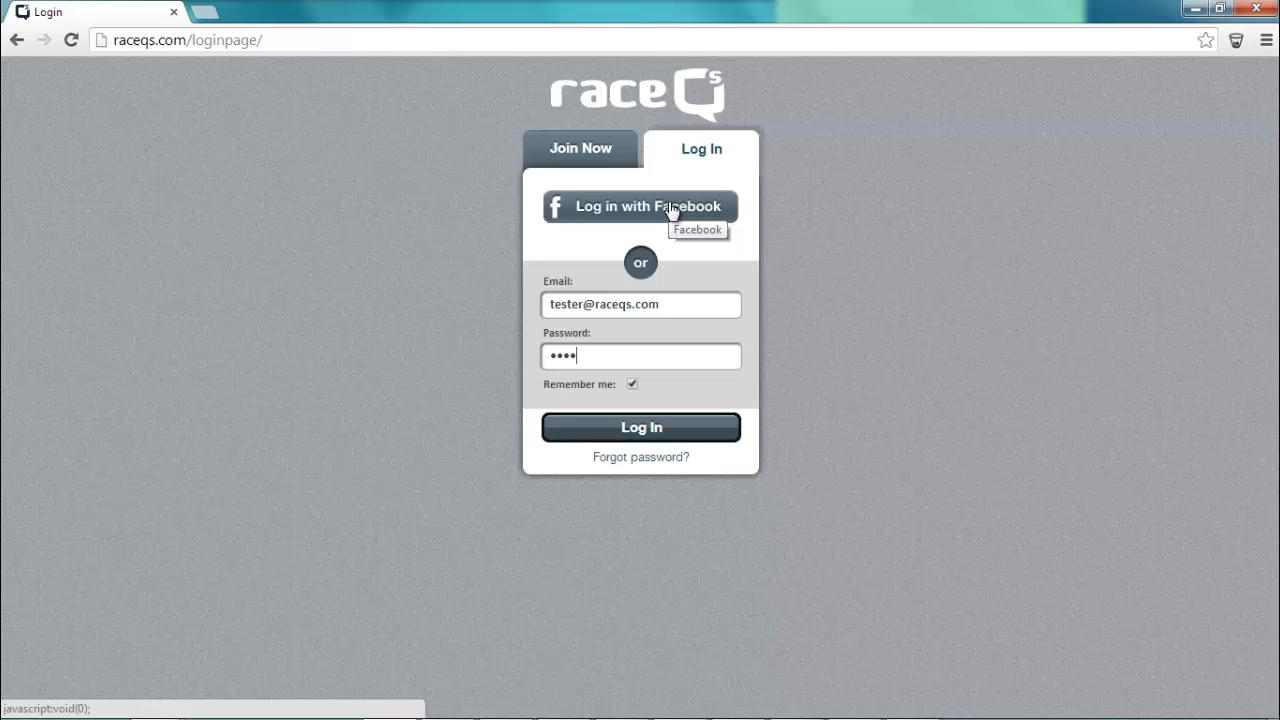 Login
raceqs.com/loginpage/
raceQs
Join Now
Log In
f Log in with Facebook
Facebook
or
Email:
tester@raceqs.com
Password:
••••
Remember me:
Log In
Forgot password?
javascript:void(0);